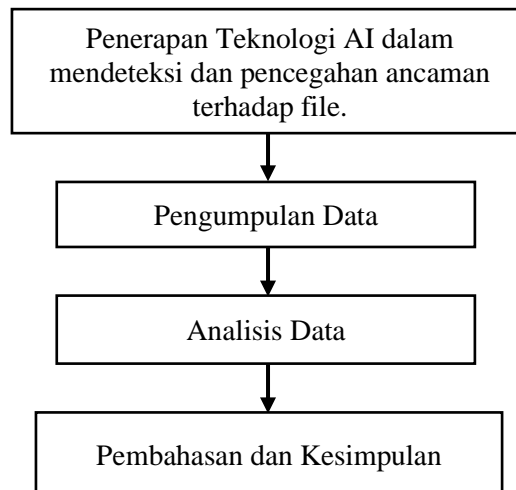 Penerapan Teknologi AI dalam
mendeteksi dan pencegahan ancaman
terhadap file.
Pengumpulan Data
Analisis Data
Pembahasan dan Kesimpulan